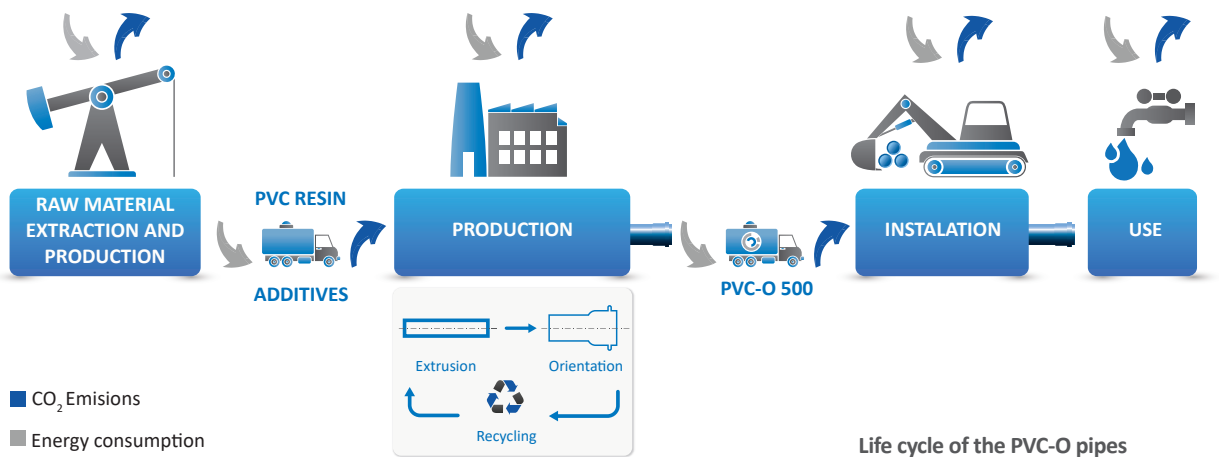 RAW MATERIAL
EXTRACTION AND
PRODUCTION
PVC RESIN
ADDITIVES
PRODUCTION
PVC-O 500
INSTALATION
USE
Extrusion
Orientation
Recycling
CO₂ Emisions
Energy consumption
Life cycle of the PVC-O pipes